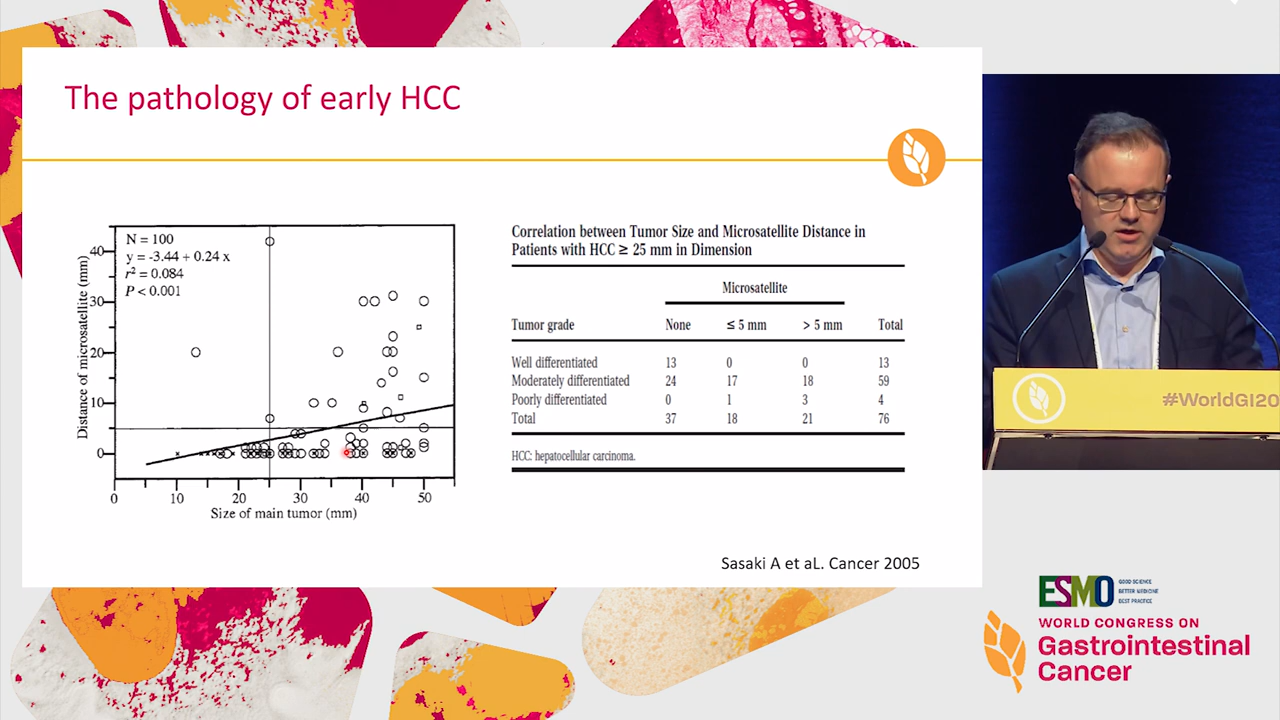 The pathology of early HCC
N = 100
y = -3.44 + 0.24 x
r² = 0.084
P < 0.001
Distance of microsatellite (mm)
40
30
20
10
0
0 10 20 30 40 50
Size of main tumor (mm)
Correlation between Tumor Size and Microsatellite Distance in
Patients with HCC ≥ 25 mm in Dimension
Microsatellite
Tumor grade None ≤ 5 mm > 5 mm Total
Well differentiated 13 0 0 13
Moderately differentiated 24 17 18 59
Poorly differentiated 0 1 3 4
Total 37 18 21 76
HCC: hepatocellular carcinoma.
Sasaki A et aL. Cancer 2005
#WorldGI20
ESMO
GOOD SCIENCE
BETTER MEDICINE
BEST PRACTICE
WORLD CONGRESS ON
Gastrointestinal
Cancer